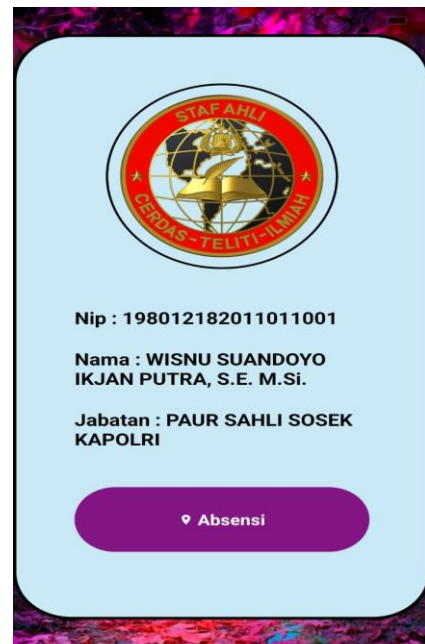 STAF AHLI
CERDAS-TELITI-ILMIAH
Nip : 198012182011011001
Nama : WISNU SUANDOYO
IKJAN PUTRA, S.E. M.Si.
Jabatan : PAUR SAHLI SOSEK
KAPOLRI
Absensi